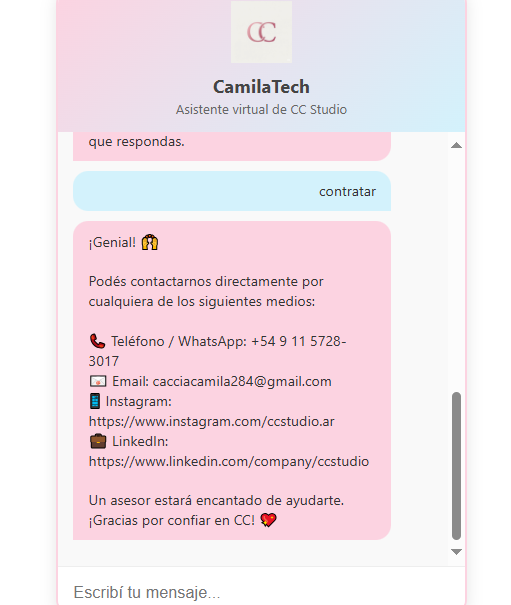 CC
CamilaTech
Asistente virtual de CC Studio
que respondas.
contratar
¡Genial! 🙌
Podés contactarnos directamente por
cualquiera de los siguientes medios:
📞 Teléfono / WhatsApp: +54 9 11 5728-
3017
📧 Email: cacciacamila284@gmail.com
📱 Instagram:
https://www.instagram.com/ccstudio.ar
💼 LinkedIn:
https://www.linkedin.com/company/ccstudio
Un asesor estará encantado de ayudarte.
¡Gracias por confiar en CC! 💖
Escribí tu mensaje...